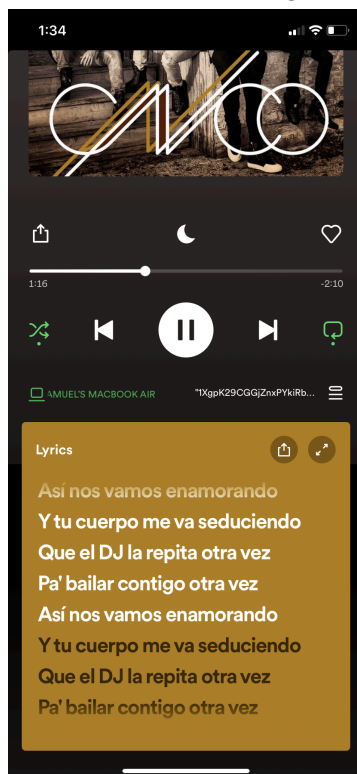 1:34
CNCO
1:16
-2:10
AMUEL'S MACBOOK AIR
"1XgpK29CGGjZnxPYkiRb...
Lyrics
Así nos vamos enamorando
Y tu cuerpo me va seduciendo
Que el DJ la repita otra vez
Pa' bailar contigo otra vez
Así nos vamos enamorando
Y tu cuerpo me va seduciendo
Que el DJ la repita otra vez
Pa' bailar contigo otra vez